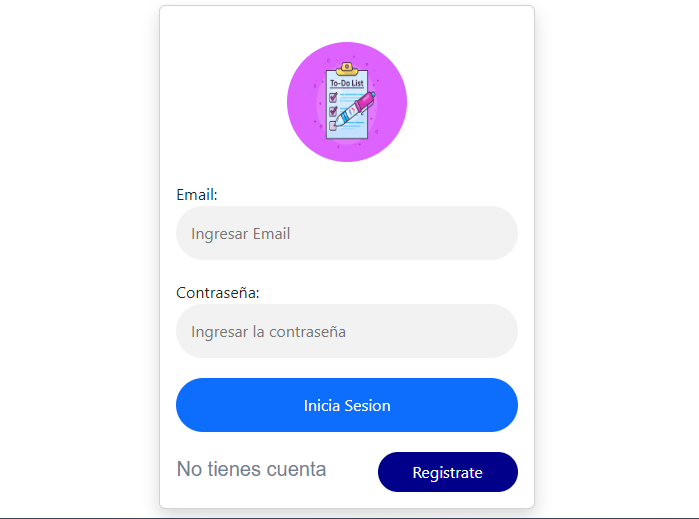 To-Do List
Email:
Ingresar Email
Contraseña:
Ingresar la contraseña
Inicia Sesion
No tienes cuenta
Registrate